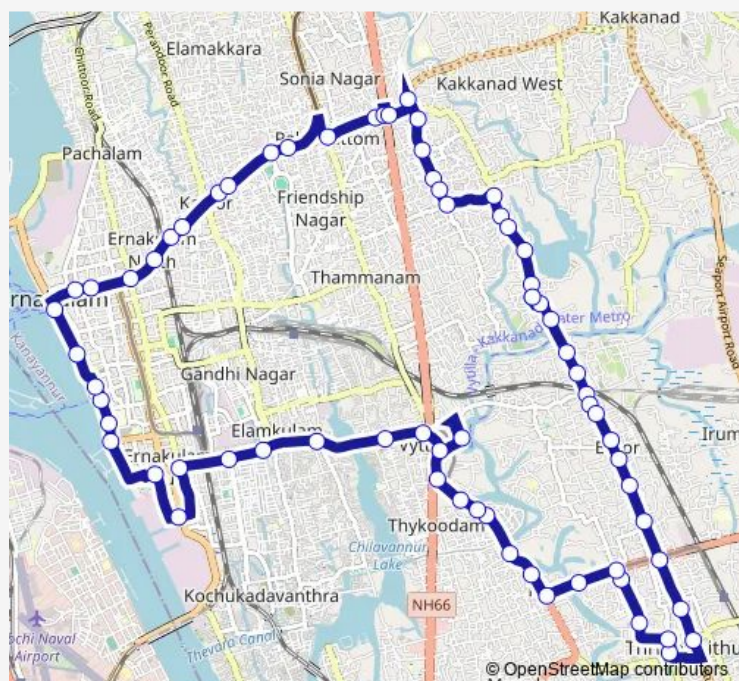 Kakkanad
Elamakkara
Chittoor Road
Perandoor Road
Sonia Nagar
Kakkanad West
Pachalam
Friendship
Nagar
Thammanam
Seaport Airport Road
Vyttila - Kakkanad Water Metro
Kanayannur
Gandhi Nagar
Elamkulam
Irum
Thykoodam
Chilavannur
Lake
Kochukadavanthra
NH66
Thevara Canal
Kochi Naval
Airport
© OpenStreetMap contributors